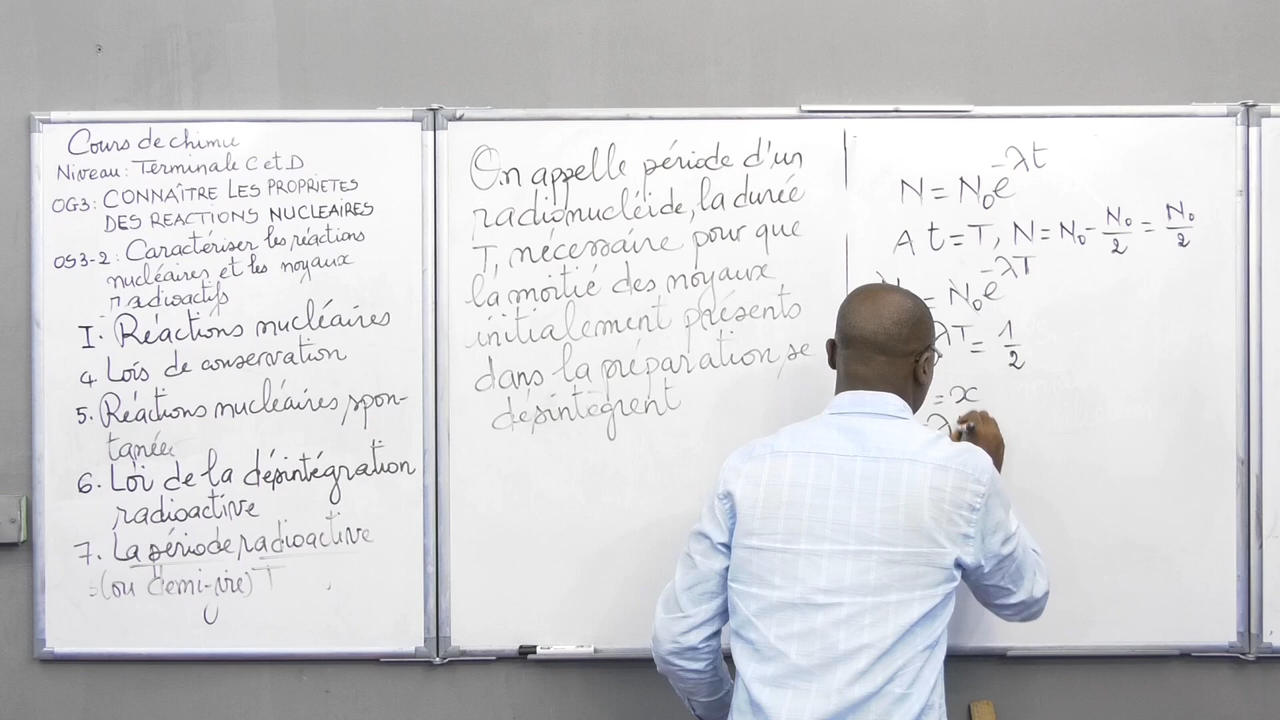 Cours de chimie
Niveau : Terminale C et D
OG3 : CONNAÎTRE LES PROPRIETES
DES REACTIONS NUCLEAIRES
OS3-2 : Caractériser les réactions
nucléaires et les noyaux
radioactifs
I. Réactions nucléaires
4 Lois de conservation
5. Réactions nucléaires spon-
tanées
6. Loi de la désintégration
radioactive
7. La période radioactive
(ou demi-vie) T
On appelle période d'un
radionucléide, la durée
T, nécessaire pour que
la moitié des noyaux
initialement présents
dans la préparation, se
désintègrent
N = N₀e^-λt
A t = T, N = N₀ - N₀/2 = N₀/2
= N₀e^-λT
λT = 1/2
= x
λ